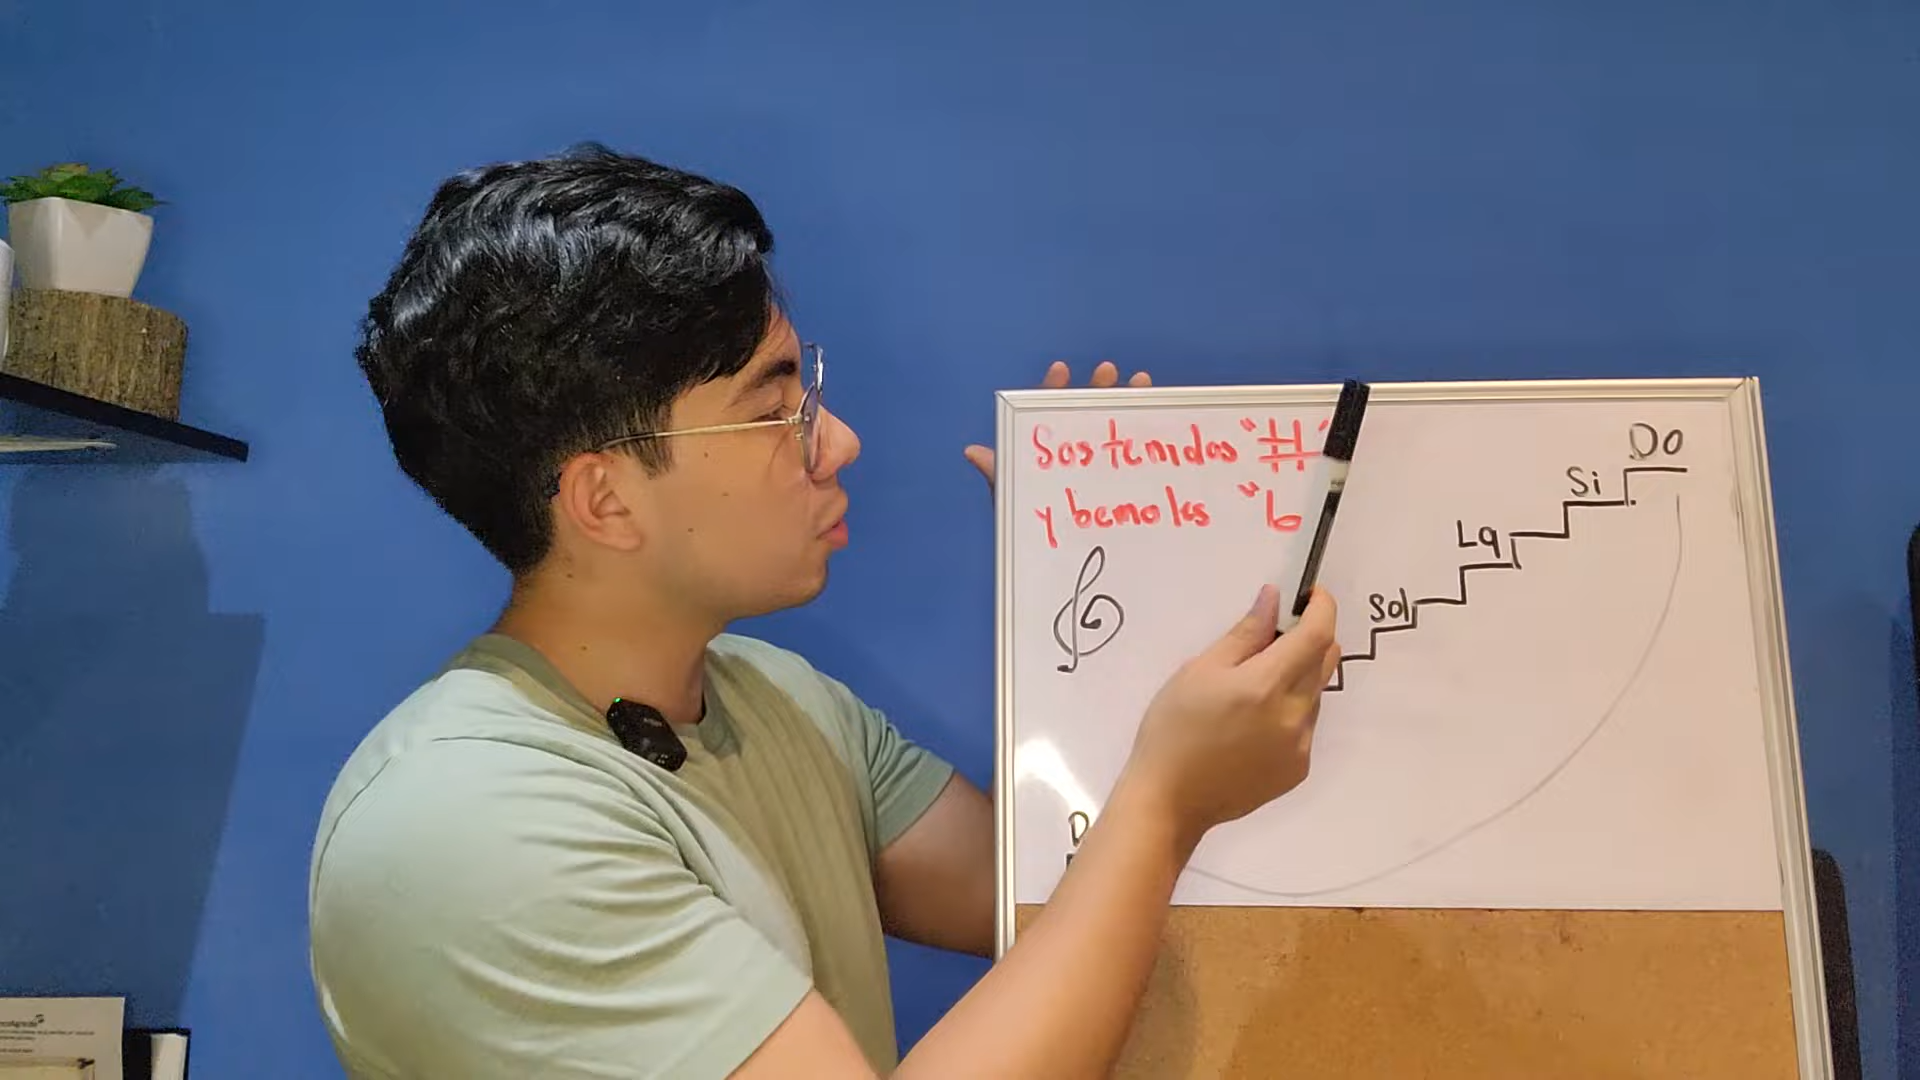 Sostenidos "#"
y bemoles "b
Do
Si
La
Sol
D